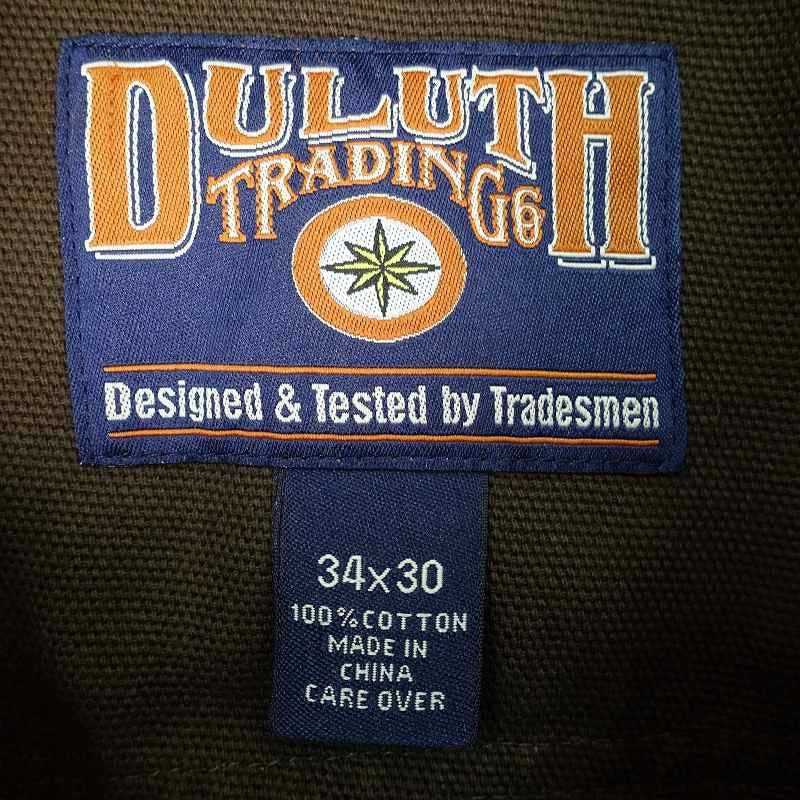 DULUTH
TRADING Co
Designed & Tested by Tradesmen
34x30
100% COTTON
MADE IN
CHINA
CARE OVER